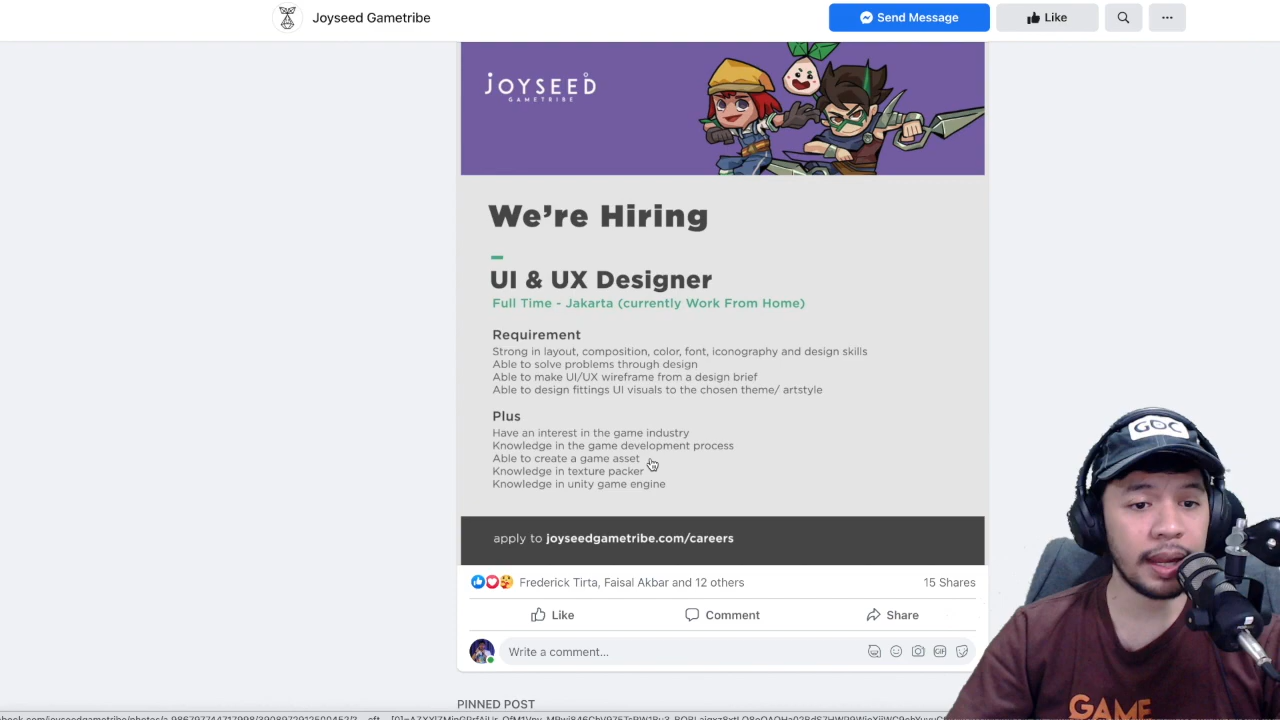 Joyseed Gametribe
Send Message
Like
JOYSEED
GAMETRIBE
We're Hiring
UI & UX Designer
Full Time - Jakarta (currently Work From Home)
Requirement
Strong in layout, composition, color, font, iconography and design skills
Able to solve problems through design
Able to make UI/UX wireframe from a design brief
Able to design fittings UI visuals to the chosen theme/ artstyle
Plus
Have an interest in the game industry
Knowledge in the game development process
Able to create a game asset
Knowledge in texture packer
Knowledge in unity game engine
apply to joyseedgametribe.com/careers
Frederick Tirta, Faisal Akbar and 12 others
15 Shares
Like
Comment
Share
Write a comment...
GIF
PINNED POST
GDC
GAME